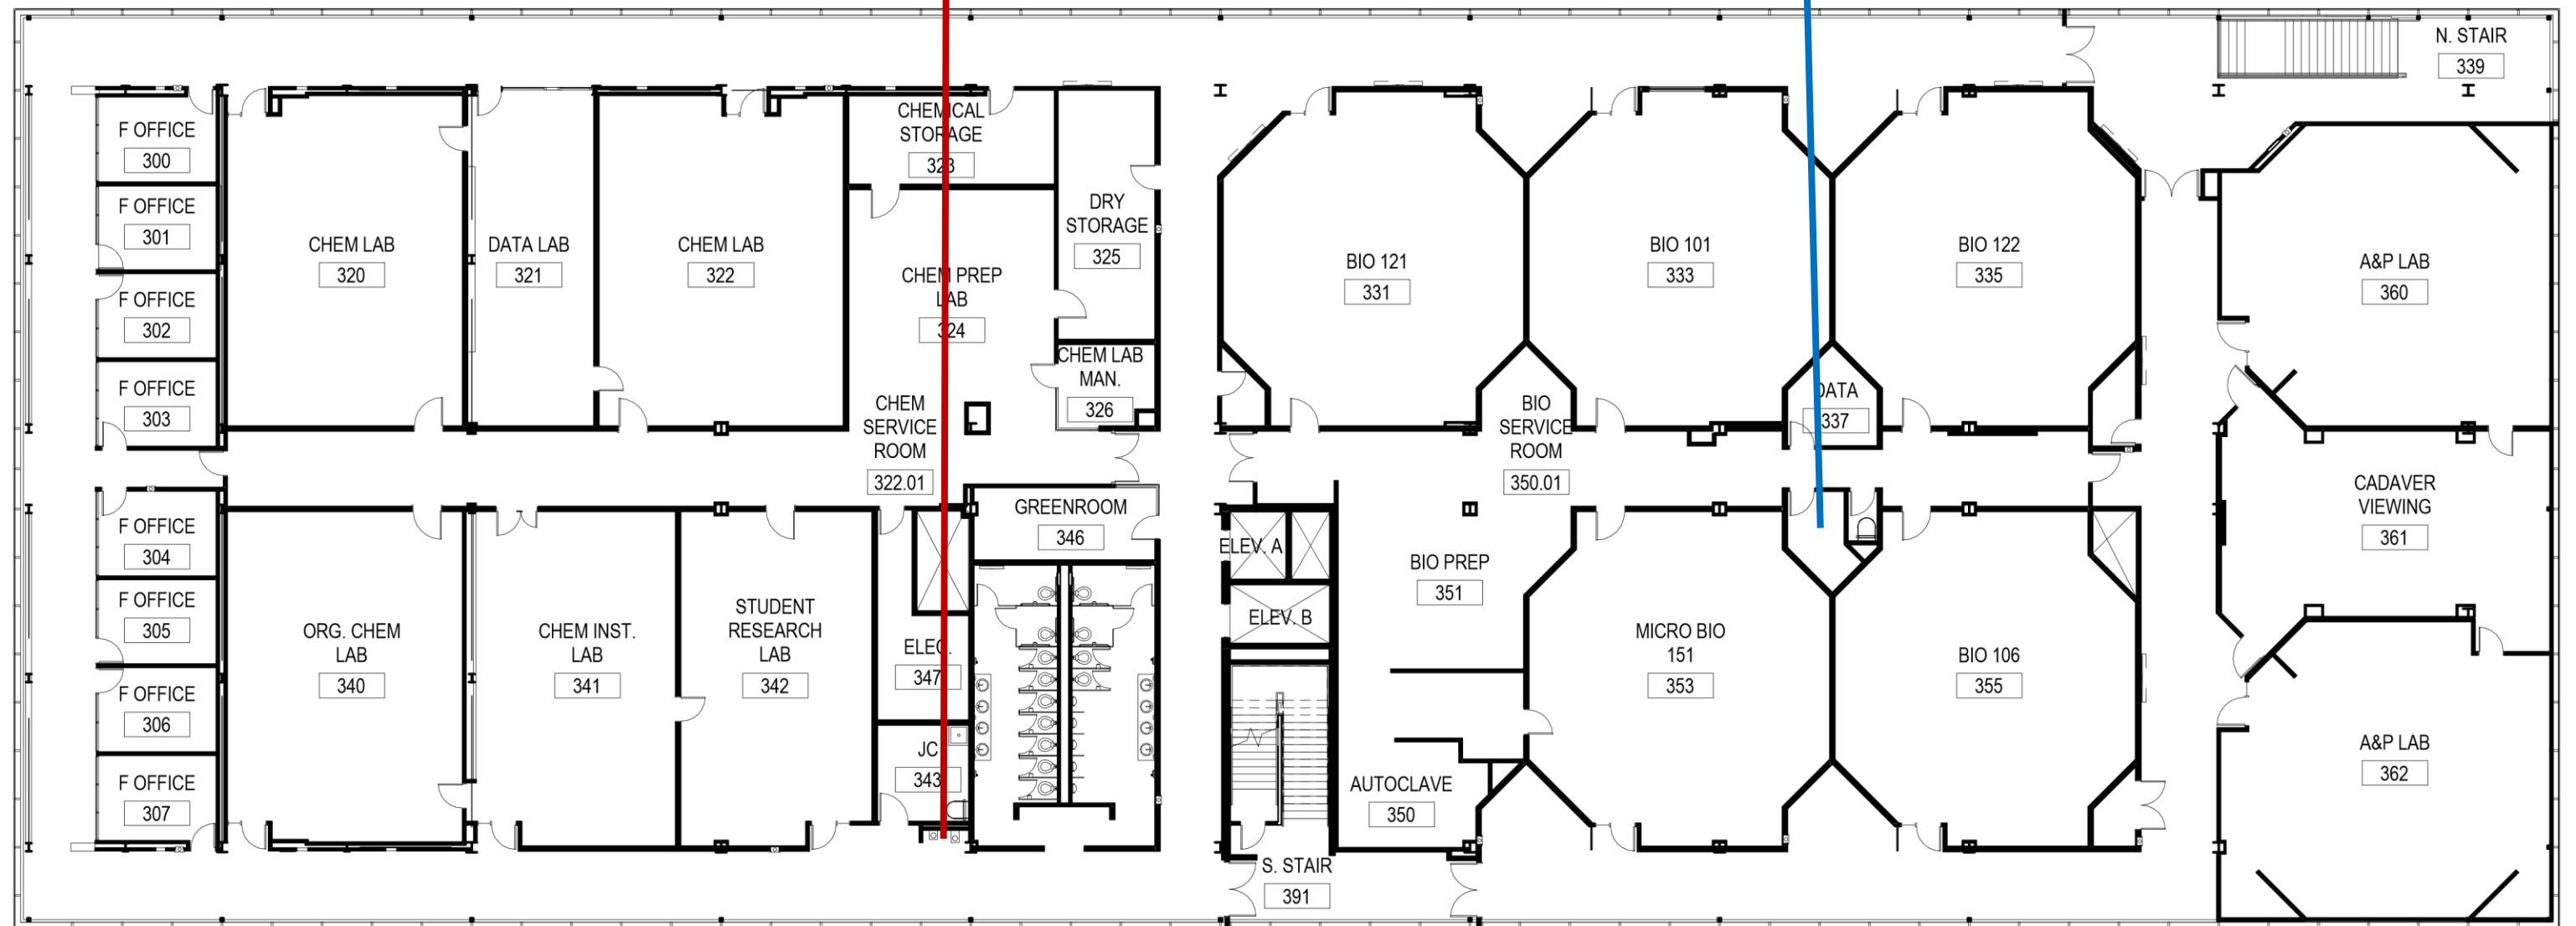 N. STAIR
339
F OFFICE
300
F OFFICE
301
F OFFICE
302
F OFFICE
303
CHEM LAB
320
DATA LAB
321
CHEM LAB
322
CHEMICAL
STORAGE
323
CHEM PREP
LAB
324
DRY
STORAGE
325
CHEM LAB
MAN.
326
CHEM
SERVICE
ROOM
322.01
BIO 121
331
BIO 101
333
BIO 122
335
DATA
337
BIO
SERVICE
ROOM
350.01
A&P LAB
360
CADAVER
VIEWING
361
A&P LAB
362
F OFFICE
304
F OFFICE
305
F OFFICE
306
F OFFICE
307
ORG. CHEM
LAB
340
CHEM INST.
LAB
341
STUDENT
RESEARCH
LAB
342
ELEC.
347
JC
343
GREENROOM
346
ELEV. A
ELEV. B
BIO PREP
351
AUTOCLAVE
350
MICRO BIO
151
353
BIO 106
355
S. STAIR
391